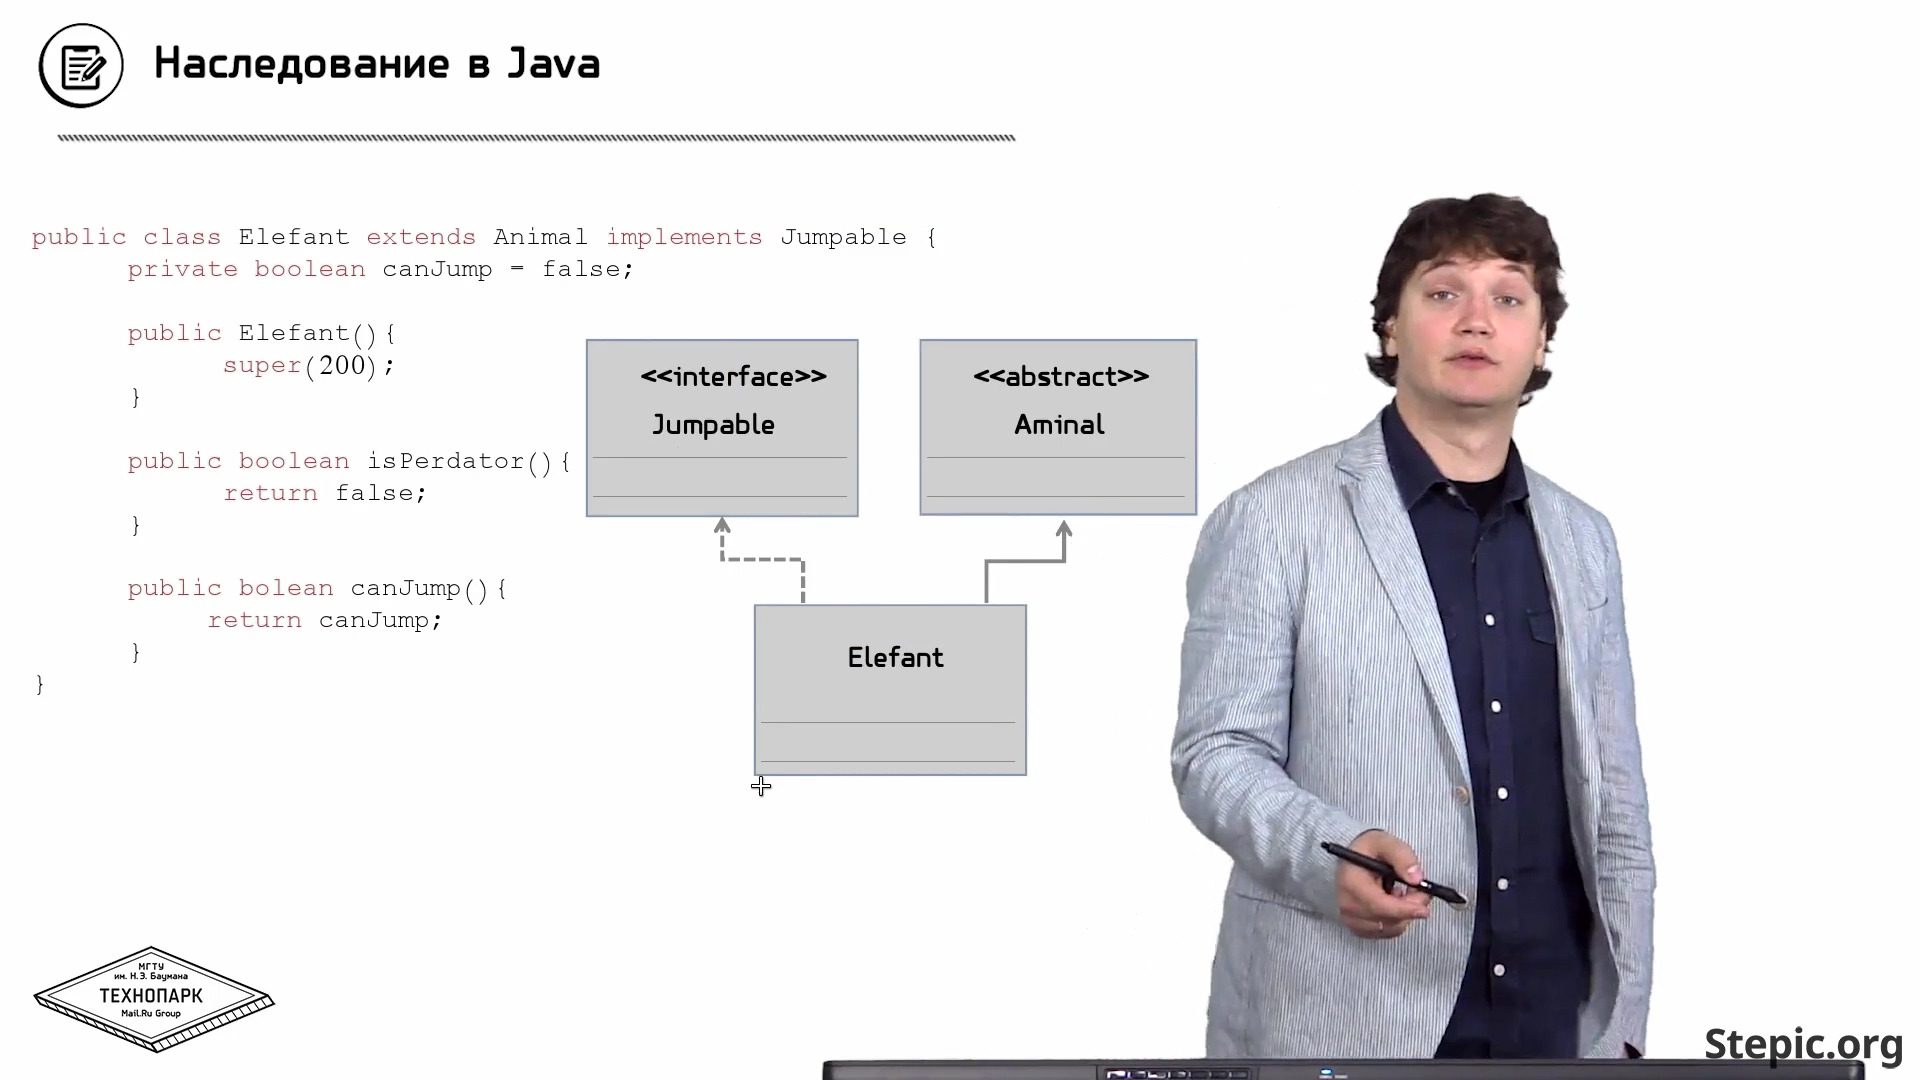 Наследование в Java
public class Elefant extends Animal implements Jumpable {
private boolean canJump = false;
public Elefant(){
super(200);
}
public boolean isPerdator(){
return false;
}
public bolean canJump(){
return canJump;
}
}
<<interface>>
Jumpable
<<abstract>>
Aminal
Elefant
МГТУ
им. Н.Э. Баумана
ТЕХНОПАРК
Mail.Ru Group
Stepic.org